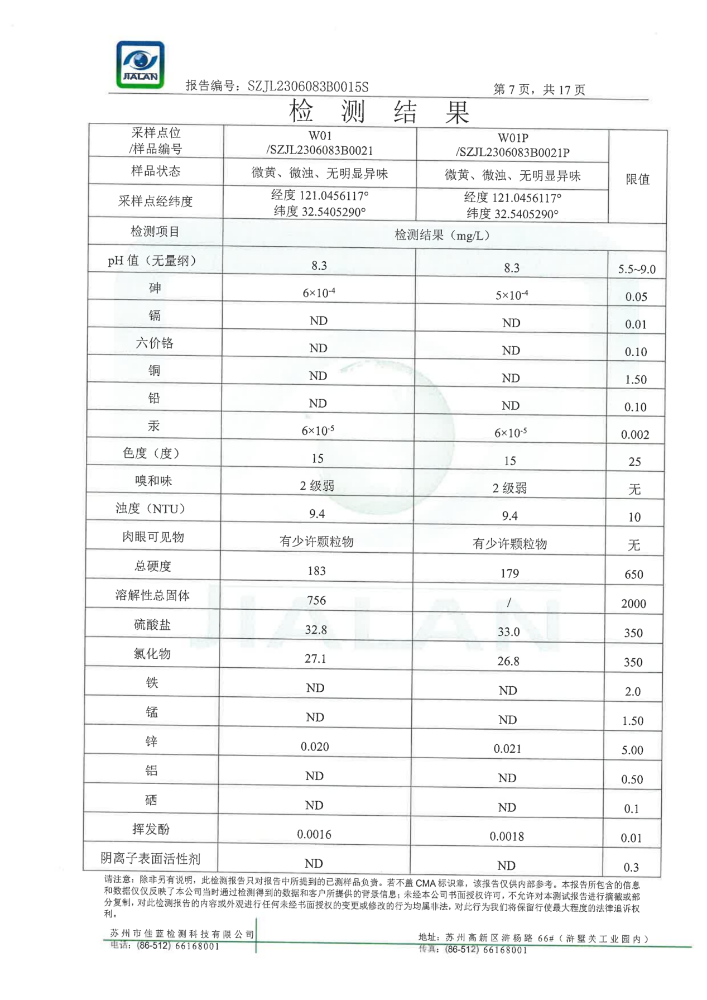 JIALAN
报告编号：SZJL2306083B0015S 第 7 页，共 17 页
检 测 结 果
采样点位/样品编号 W01/SZJL2306083B0021 W01P/SZJL2306083B0021P 限值
样品状态 微黄、微浊、无明显异味 微黄、微浊、无明显异味
采样点经纬度 经度 121.0456117° 纬度 32.5405290° 经度 121.0456117° 纬度 32.5405290°
检测项目 检测结果（mg/L）
pH 值（无量纲） 8.3 8.3 5.5~9.0
砷 6×10-4 5×10-4 0.05
镉 ND ND 0.01
六价铬 ND ND 0.10
铜 ND ND 1.50
铅 ND ND 0.10
汞 6×10-5 6×10-5 0.002
色度（度） 15 15 25
嗅和味 2 级弱 2 级弱 无
浊度（NTU） 9.4 9.4 10
肉眼可见物 有少许颗粒物 有少许颗粒物 无
总硬度 183 179 650
溶解性总固体 756 / 2000
硫酸盐 32.8 33.0 350
氯化物 27.1 26.8 350
铁 ND ND 2.0
锰 ND ND 1.50
锌 0.020 0.021 5.00
铝 ND ND 0.50
硒 ND ND 0.1
挥发酚 0.0016 0.0018 0.01
阴离子表面活性剂 ND ND 0.3
JIALAN
请注意：除非另有说明，此检测报告只对报告中所提到的已测样品负责。若不盖 CMA 标识章，该报告仅供内部参考。本报告所包含的信息
和数据仅仅反映了本公司当时通过检测得到的数据和客户所提供的背景信息；未经本公司书面授权许可，不允许对本测试报告进行摘截或部
分复制，对此检测报告的内容或外观进行任何未经书面授权的变更或修改的行为均属非法，对此行为我们将保留行使最大程度的法律追诉权
利。
苏州市佳蓝检测科技有限公司 地址：苏州高新区浒杨路 66#（浒墅关工业园内）
电话：(86-512) 66168001 传真：(86-512) 66168001